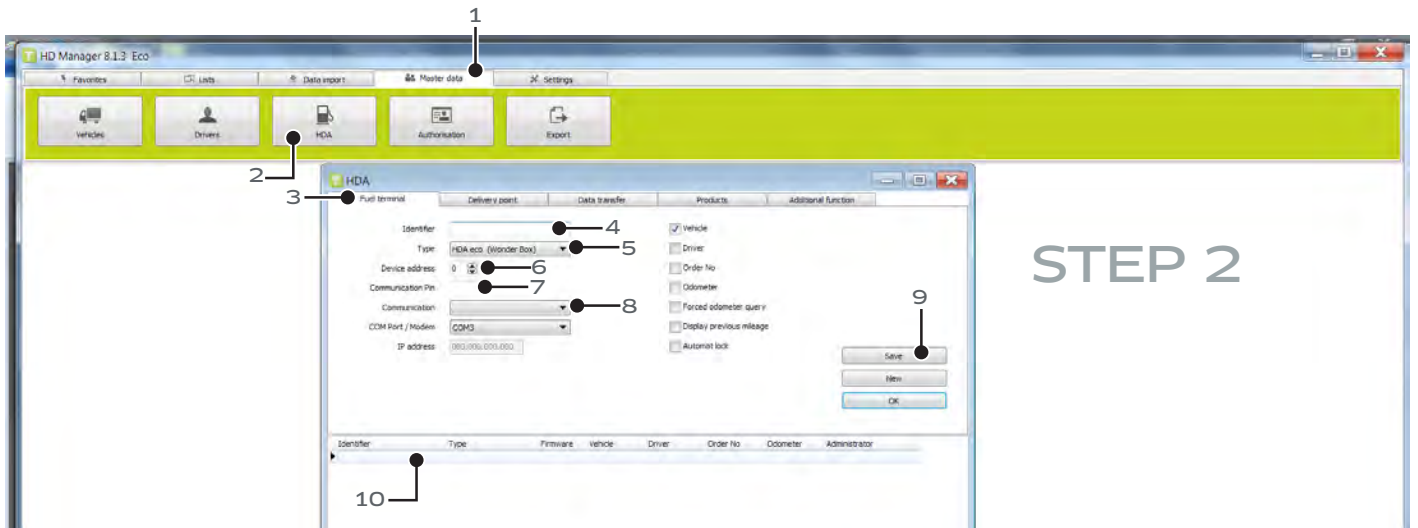 1
HD Manager 8.1.3 Eco
Favorites Lists Data import Master data Settings
Vehicles Drivers HDA Authorisation Export
2
HDA
3
Fuel terminal Delivery point Data transfer Products Additional function
Identifier 4 Vehicle
Type HDA eco (Wonder Box) 5 Driver
STEP 2
Device address 0 6 Order No
Communication Pin 7 Odometer
Communication 8 Forced odometer query
9
COM Port / Modem COM3 Display previous mileage
IP address 000.000.000.000 Automat lock
Save
New
OK
Identifier Type Firmware Vehicle Driver Order No Odometer Administrator
10